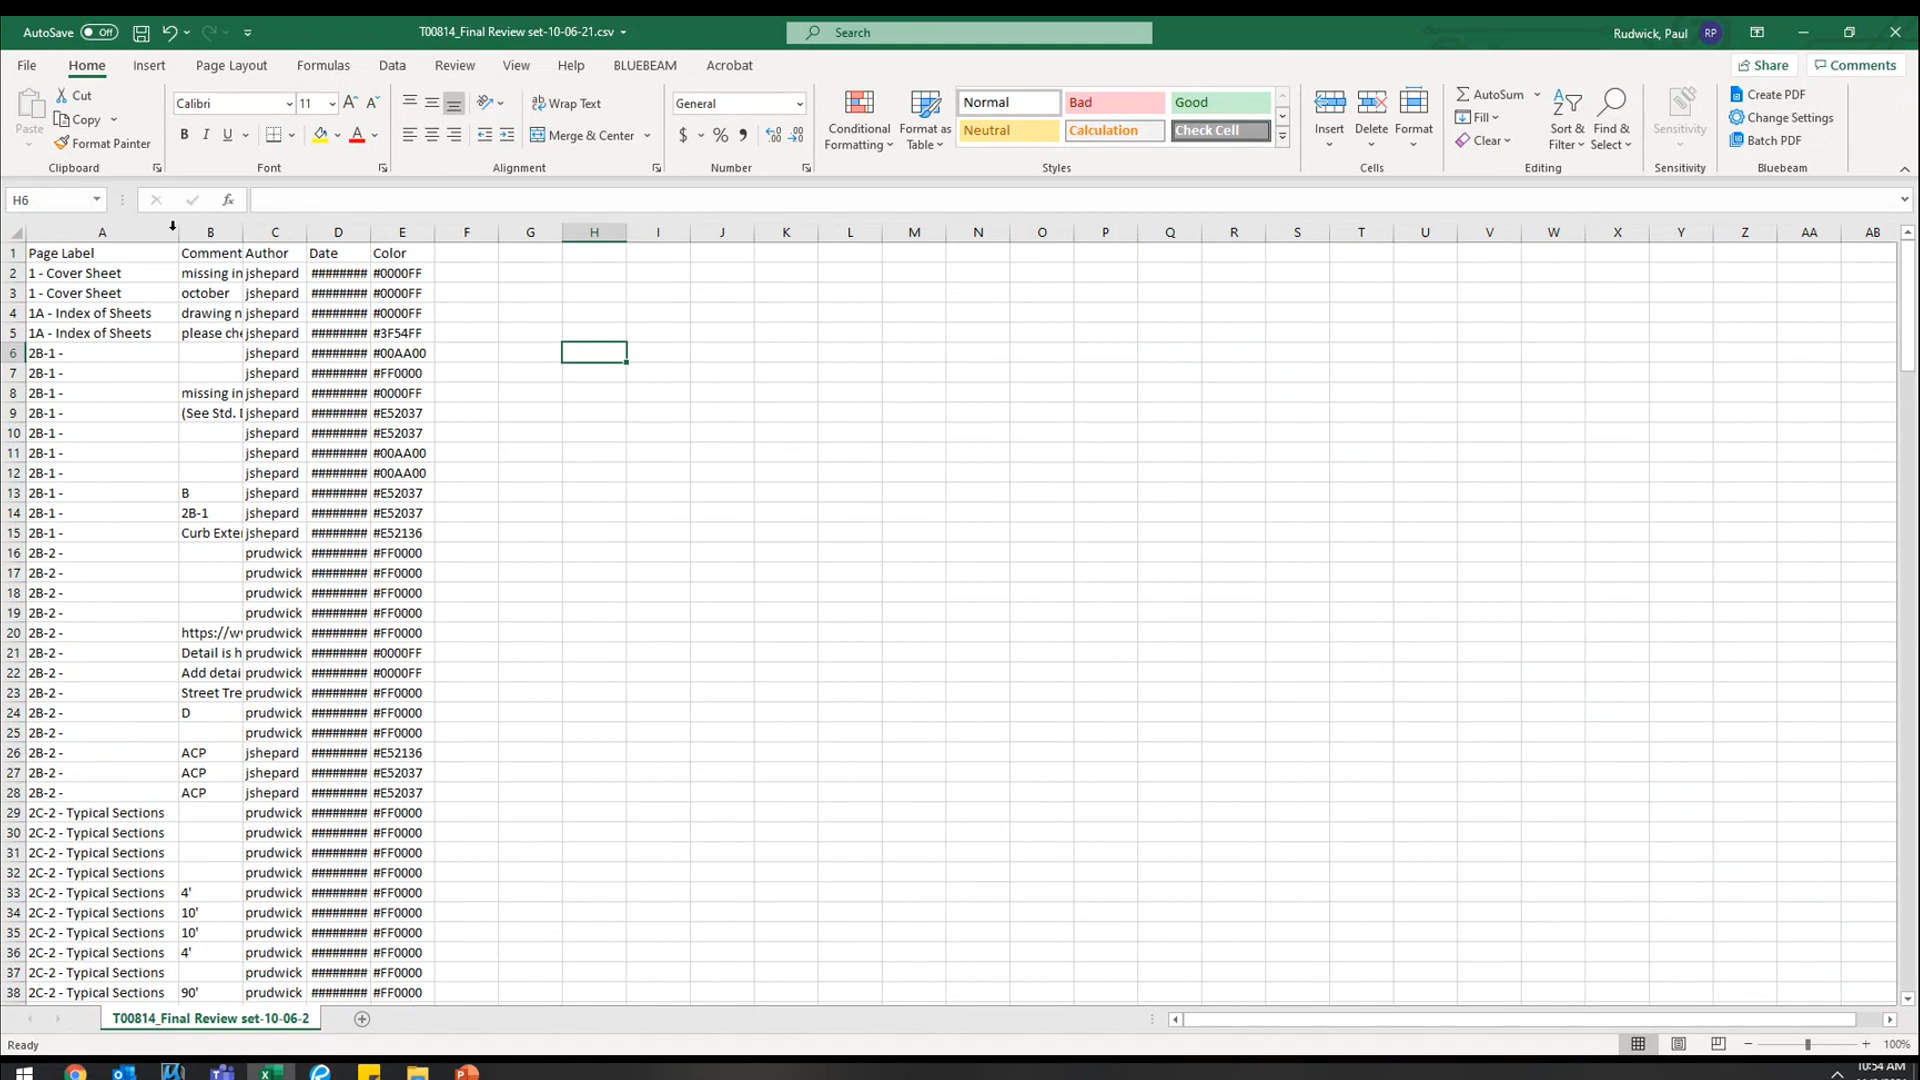 AutoSave Off T00814_Final Review set-10-06-21.csv Search Rudwick, Paul RP
File Home Insert Page Layout Formulas Data Review View Help BLUEBEAM Acrobat Share Comments
Cut Calibri 11 Wrap Text General Normal Bad Good AutoSum Create PDF
Paste Copy Merge & Center Conditional Formatting Format as Table Neutral Calculation Check Cell Insert Delete Format Fill Sort & Filter Find & Select Sensitivity Change Settings
Format Painter Clear Batch PDF
Clipboard Font Alignment Number Styles Cells Editing Sensitivity Bluebeam
H6 fx
A B C D E F G H I J K L M N O P Q R S T U V W X Y Z AA AB
1 Page Label Comment Author Date Color
2 1 - Cover Sheet missing in jshepard ######## #0000FF
3 1 - Cover Sheet october jshepard ######## #0000FF
4 1A - Index of Sheets drawing n jshepard ######## #0000FF
5 1A - Index of Sheets please che jshepard ######## #3F54FF
6 2B-1 - jshepard ######## #00AA00
7 2B-1 - jshepard ######## #FF0000
8 2B-1 - missing in jshepard ######## #0000FF
9 2B-1 - (See Std. jshepard ######## #E52037
10 2B-1 - jshepard ######## #E52037
11 2B-1 - jshepard ######## #00AA00
12 2B-1 - jshepard ######## #00AA00
13 2B-1 - B jshepard ######## #E52037
14 2B-1 - 2B-1 jshepard ######## #E52037
15 2B-1 - Curb Exte jshepard ######## #E52136
16 2B-2 - prudwick ######## #FF0000
17 2B-2 - prudwick ######## #FF0000
18 2B-2 - prudwick ######## #FF0000
19 2B-2 - prudwick ######## #FF0000
20 2B-2 - https://w prudwick ######## #FF0000
21 2B-2 - Detail is h prudwick ######## #0000FF
22 2B-2 - Add detai prudwick ######## #0000FF
23 2B-2 - Street Tre prudwick ######## #FF0000
24 2B-2 - D prudwick ######## #FF0000
25 2B-2 - prudwick ######## #FF0000
26 2B-2 - ACP jshepard ######## #E52136
27 2B-2 - ACP jshepard ######## #E52037
28 2B-2 - ACP jshepard ######## #E52037
29 2C-2 - Typical Sections prudwick ######## #FF0000
30 2C-2 - Typical Sections prudwick ######## #FF0000
31 2C-2 - Typical Sections prudwick ######## #FF0000
32 2C-2 - Typical Sections prudwick ######## #FF0000
33 2C-2 - Typical Sections 4' prudwick ######## #FF0000
34 2C-2 - Typical Sections 10' prudwick ######## #FF0000
35 2C-2 - Typical Sections 10' prudwick ######## #FF0000
36 2C-2 - Typical Sections 4' prudwick ######## #FF0000
37 2C-2 - Typical Sections prudwick ######## #FF0000
38 2C-2 - Typical Sections 90' prudwick ######## #FF0000
T00814_Final Review set-10-06-2
Ready 100%
10:54 AM